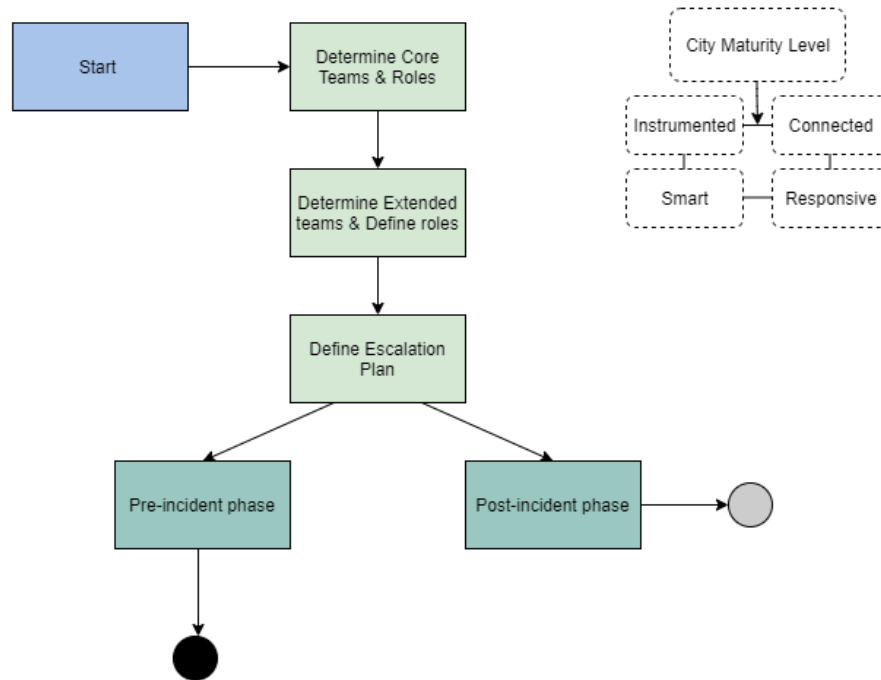 Start
Determine Core
Teams & Roles
City Maturity Level
Instrumented
Connected
Smart
Responsive
Determine Extended
teams & Define roles
Define Escalation
Plan
Pre-incident phase
Post-incident phase